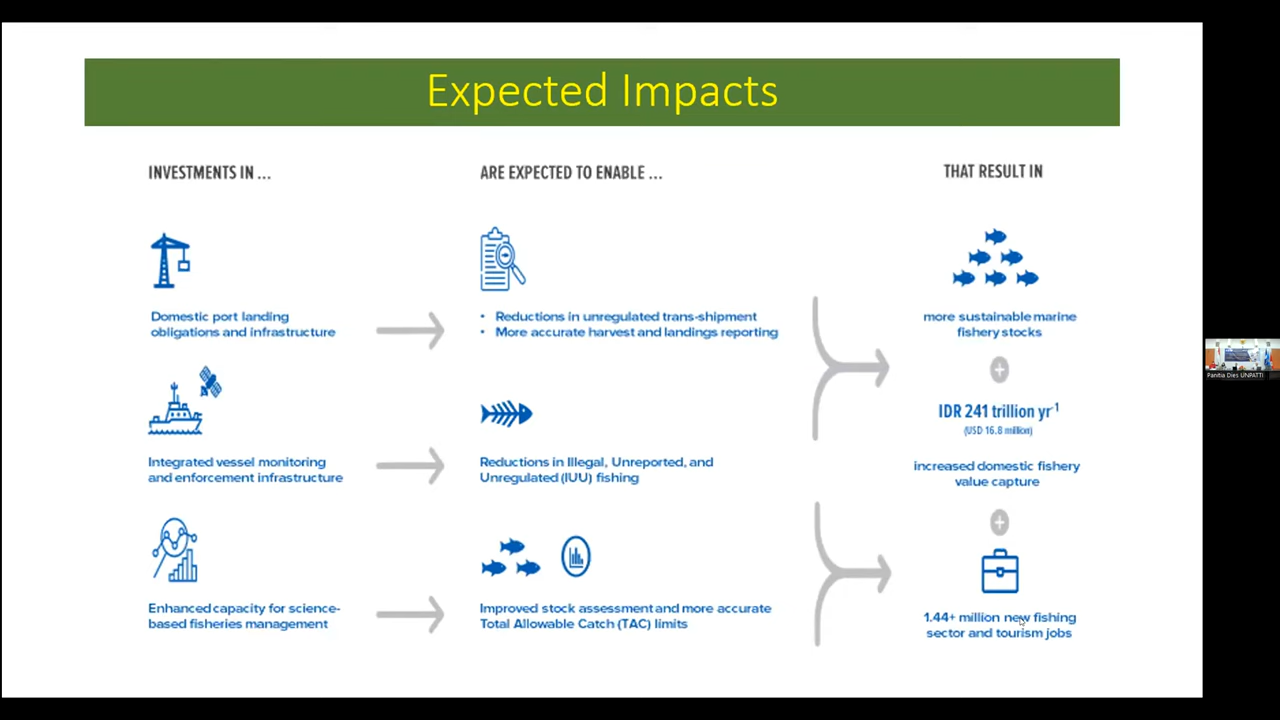 Expected Impacts
INVESTMENTS IN ...
ARE EXPECTED TO ENABLE ...
THAT RESULT IN
Domestic port landing
obligations and infrastructure
• Reductions in unregulated trans-shipment
• More accurate harvest and landings reporting
more sustainable marine
fishery stocks
IDR 241 trillion yr⁻¹
(USD 16.8 million)
Integrated vessel monitoring
and enforcement infrastructure
Reductions in Illegal, Unreported, and
Unregulated (IUU) fishing
increased domestic fishery
value capture
Enhanced capacity for science-
based fisheries management
Improved stock assessment and more accurate
Total Allowable Catch (TAC) limits
1.44+ million new fishing
sector and tourism jobs
Panitia Dies UNPATTI